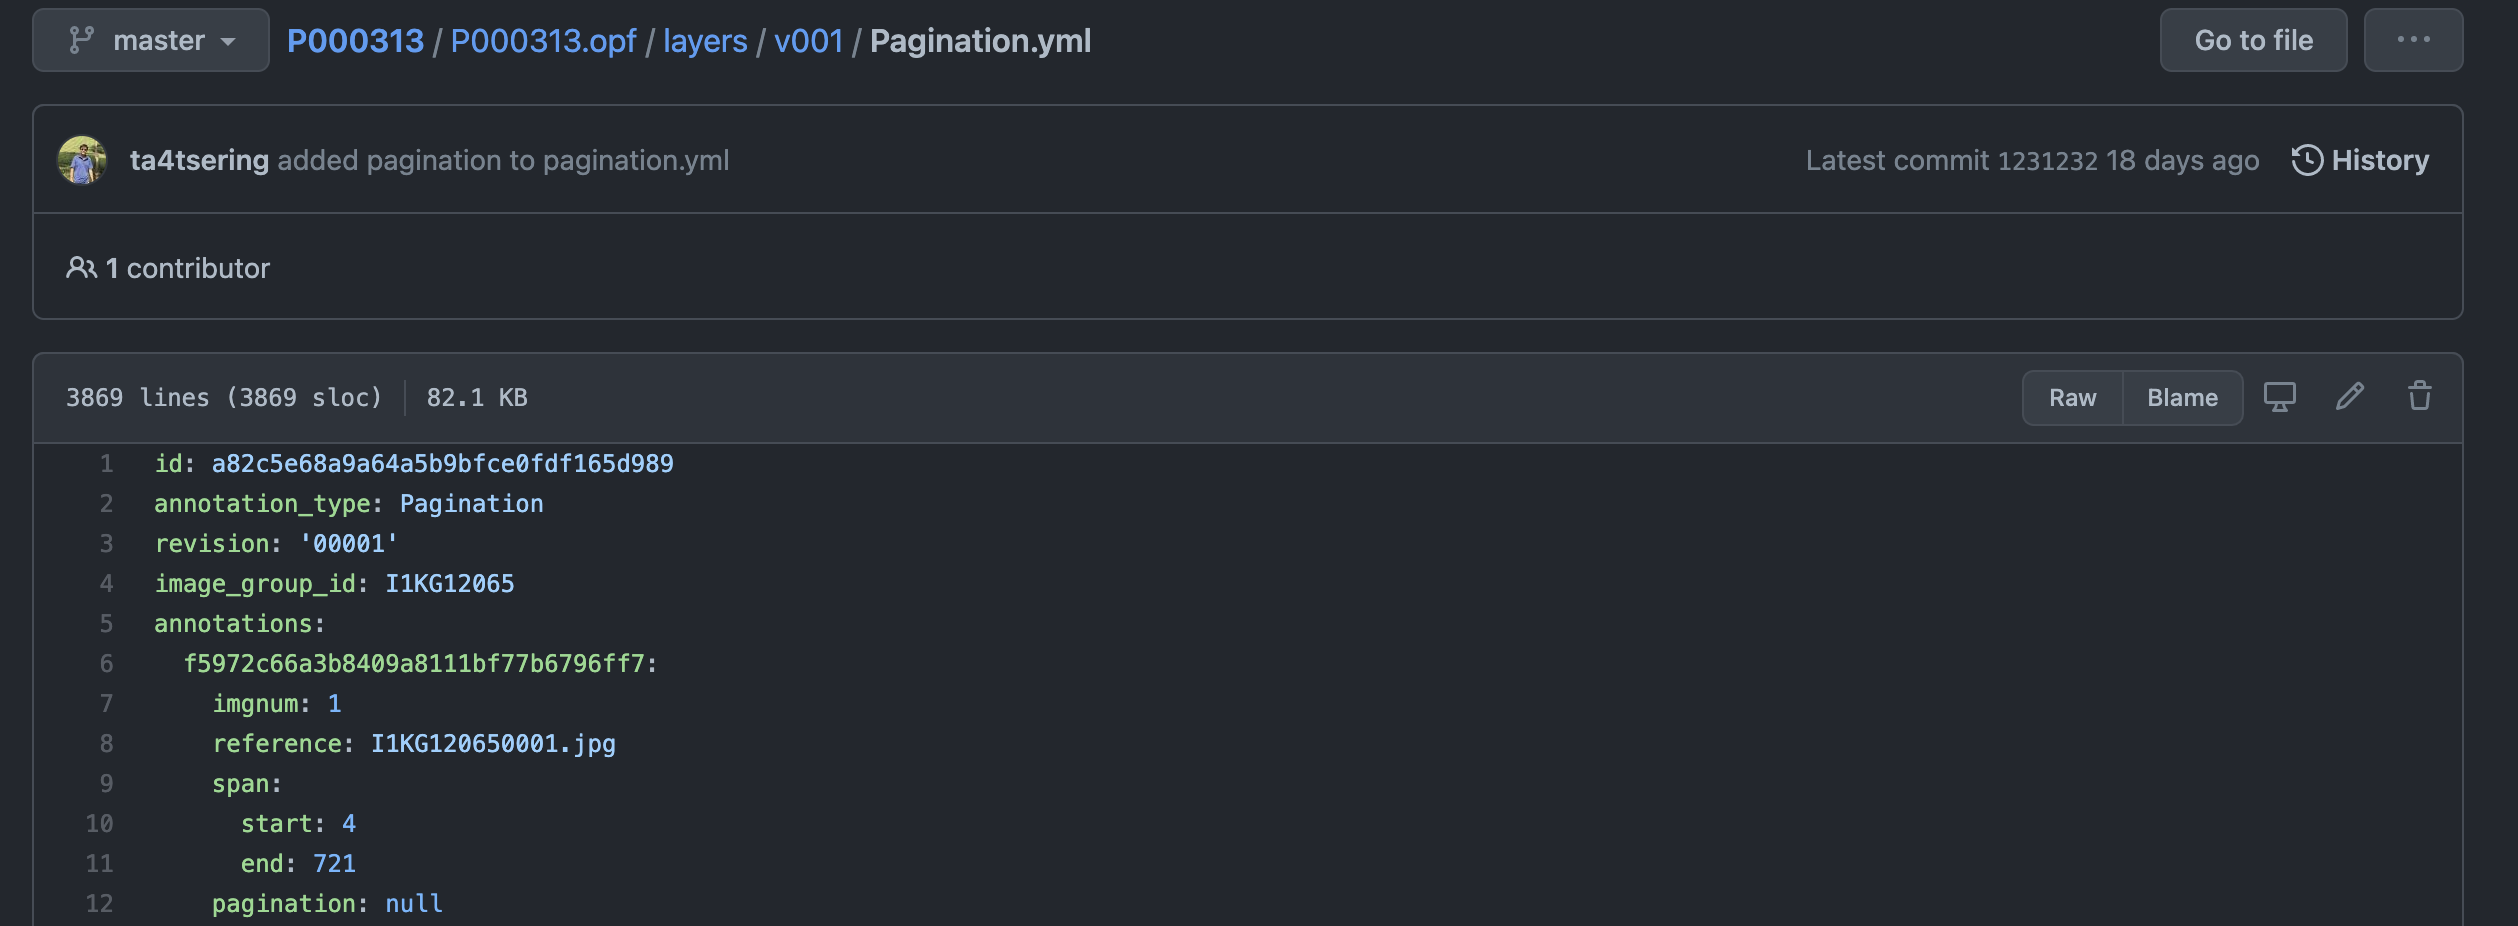 master P000313 / P000313.opf / layers / v001 / Pagination.yml Go to file ···
ta4tsering added pagination to pagination.yml Latest commit 1231232 18 days ago History
1 contributor
3869 lines (3869 sloc) 82.1 KB Raw Blame
1 id: a82c5e68a9a64a5b9bfce0fdf165d989
2 annotation_type: Pagination
3 revision: '00001'
4 image_group_id: I1KG12065
5 annotations:
6 f5972c66a3b8409a8111bf77b6796ff7:
7 imgnum: 1
8 reference: I1KG120650001.jpg
9 span:
10 start: 4
11 end: 721
12 pagination: null